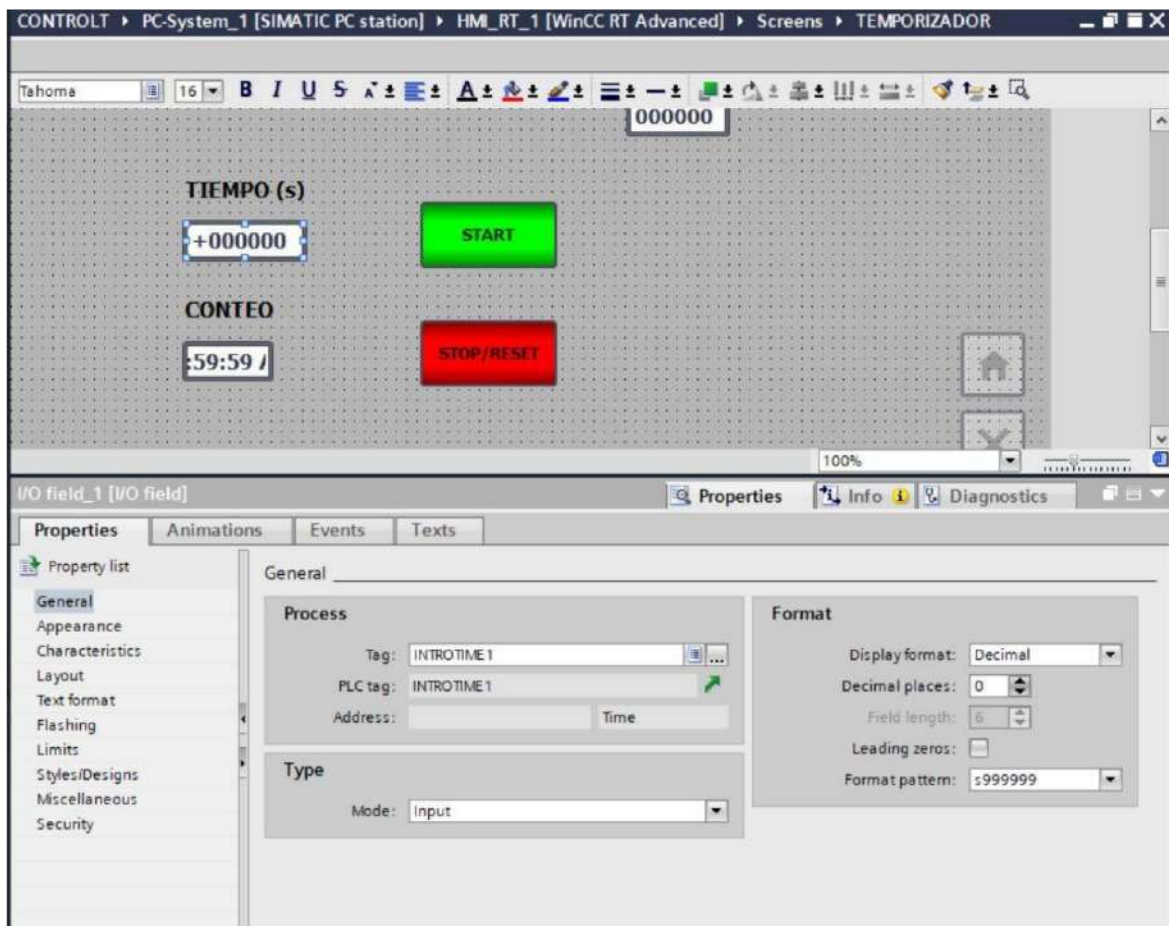 CONTROLT ▸ PC-System_1 [SIMATIC PC station] ▸ HMI_RT_1 [WinCC RT Advanced] ▸ Screens ▸ TEMPORIZADOR
Tahoma 16 B I U S A
000000
TIEMPO (s)
+000000
START
CONTEO
:59:59
STOP/RESET
100%
I/O field_1 [I/O field]
Properties Info Diagnostics
Properties Animations Events Texts
Property list
General
Appearance
Characteristics
Layout
Text format
Flashing
Limits
Styles/Designs
Miscellaneous
Security
General
Process
Tag: INTROTIME1 ...
PLC tag: INTROTIME1
Address: Time
Type
Mode: Input
Format
Display format: Decimal
Decimal places: 0
Field length: 6
Leading zeros:
Format pattern: s999999